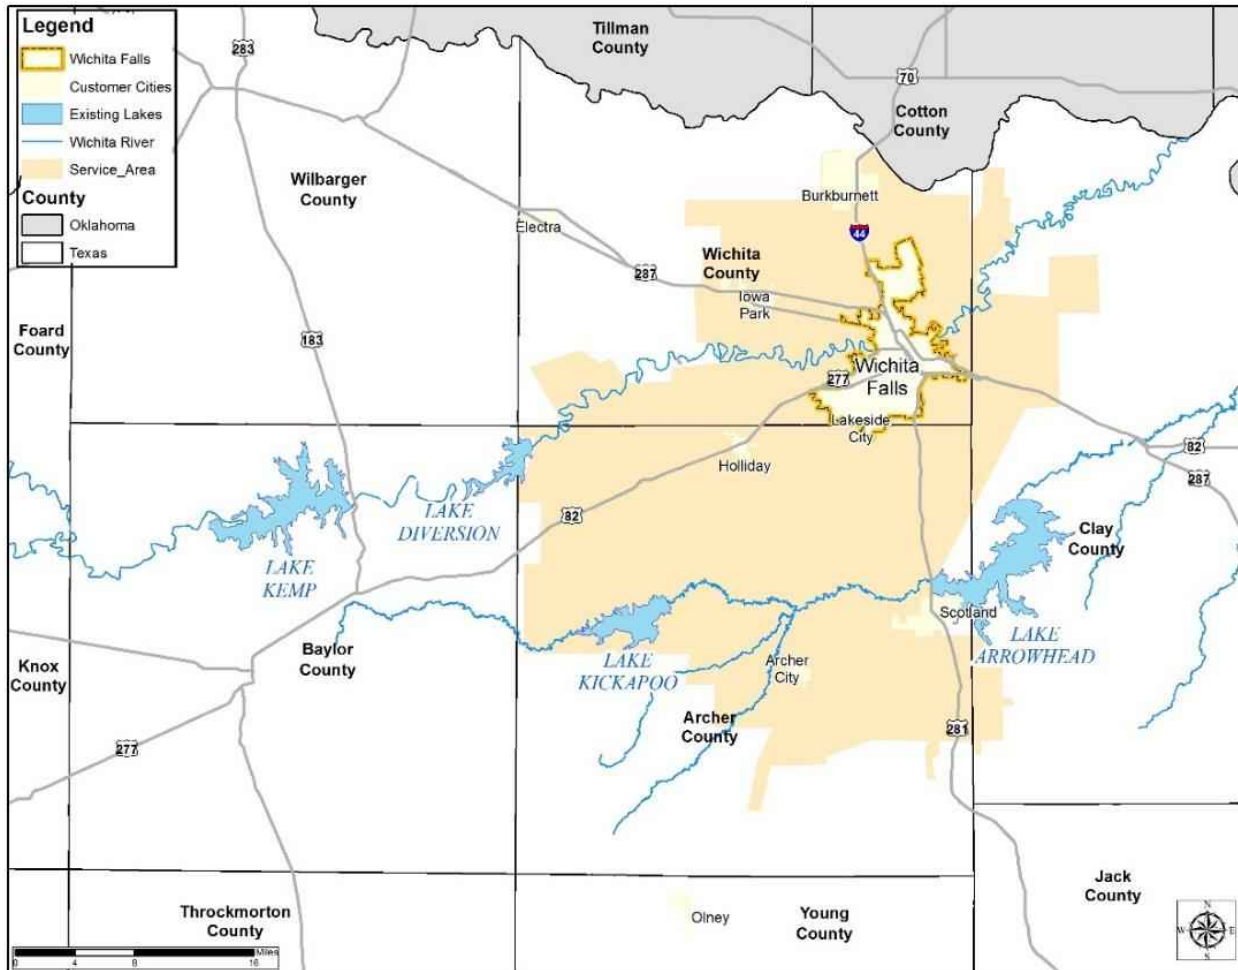 Legend
Wichita Falls
Customer Cities
Existing Lakes
Wichita River
Service_Area
County
Oklahoma
Texas
283
Tillman
County
70
Cotton
County
Wilbarger
County
Burkburnett
Electra
44
Wichita
County
287
Iowa
Park
Foard
County
183
Wichita
Falls
277
Lakeside
City
Holliday
82
287
LAKE
DIVERSION
82
LAKE
KEMP
Clay
County
Scotland
LAKE
ARROWHEAD
Baylor
County
Knox
County
LAKE
KICKAPOO
Archer
City
Archer
County
281
277
Jack
County
Throckmorton
County
Olney
Young
County
N
W E
S
Miles
0 4 8 16